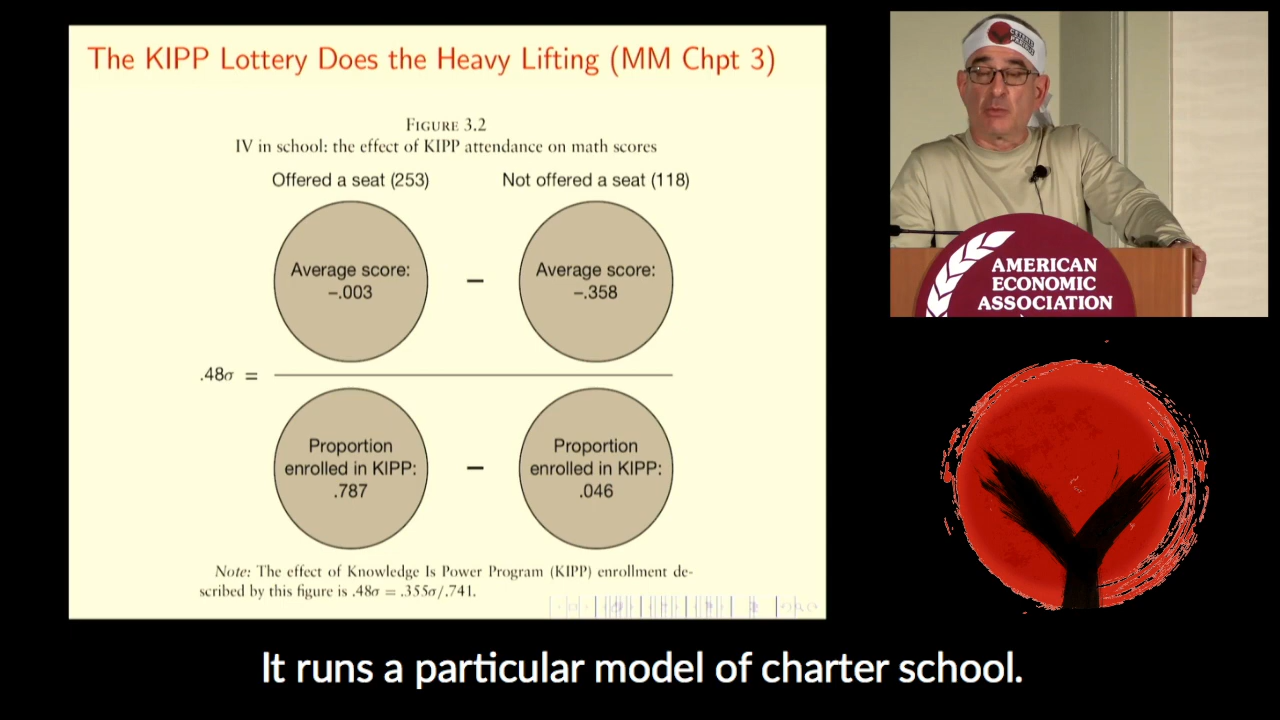 The KIPP Lottery Does the Heavy Lifting (MM Chpt 3)
FIGURE 3.2
IV in school: the effect of KIPP attendance on math scores
Offered a seat (253)
Not offered a seat (118)
Average score:
–.003
–
Average score:
–.358
.48σ =
Proportion
enrolled in KIPP:
.787
–
Proportion
enrolled in KIPP:
.046
Note: The effect of Knowledge Is Power Program (KIPP) enrollment de-
scribed by this figure is .48σ = .355σ/.741.
AMERICAN
ECONOMIC
ASSOCIATION
It runs a particular model of charter school.